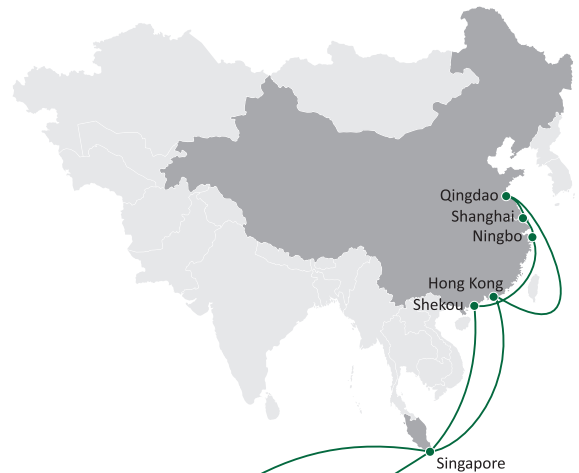 Qingdao
Shanghai
Ningbo
Hong Kong
Shekou
Singapore